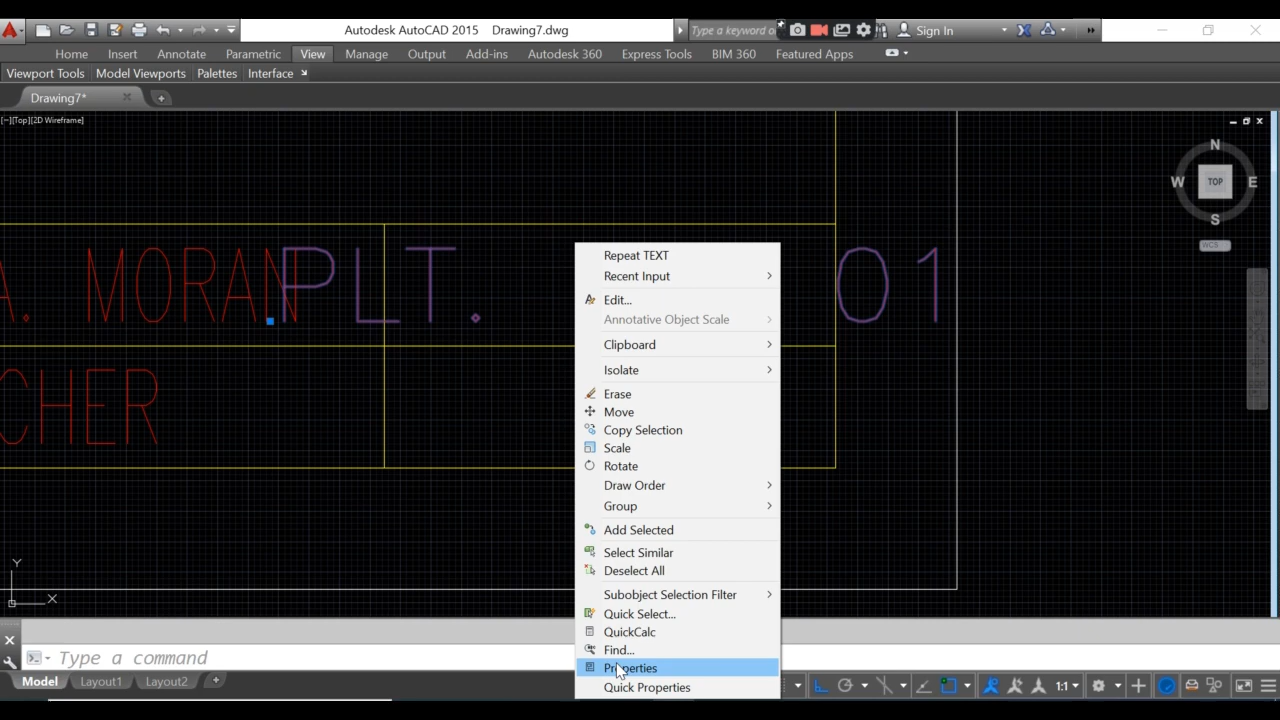 Autodesk AutoCAD 2015 Drawing7.dwg
Type a keyword o
Sign In
Home Insert Annotate Parametric View Manage Output Add-ins Autodesk 360 Express Tools BIM 360 Featured Apps
Viewport Tools Model Viewports Palettes Interface
Drawing7*
[−][Top][2D Wireframe]
N
W TOP E
S
WCS
A. MORAN PLT. 01
CHER
Repeat TEXT
Recent Input
Edit...
Annotative Object Scale
Clipboard
Isolate
Erase
Move
Copy Selection
Scale
Rotate
Draw Order
Group
Add Selected
Select Similar
Deselect All
Subobject Selection Filter
Quick Select...
QuickCalc
Find...
Properties
Quick Properties
Y
X
Type a command
Model Layout1 Layout2
1:1